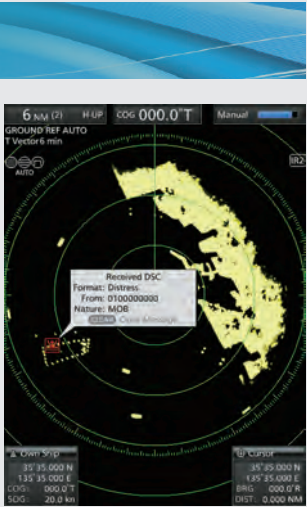 6 NM (2) H-UP COG 000.0°T Manual
GROUND REF AUTO
T Vector 6 min
IR2
AUTO
Received DSC
Format: Distress
From: 0100000000
Nature: MOB
CLEAR Close Message
Own Ship
35°35.000 N
135°35.000 E
COG: 000.0°T
SOG: 20.0 kn
Cursor
35°35.000 N
135°35.000 E
BRG: 000.0°R
DIST: 0.000 NM